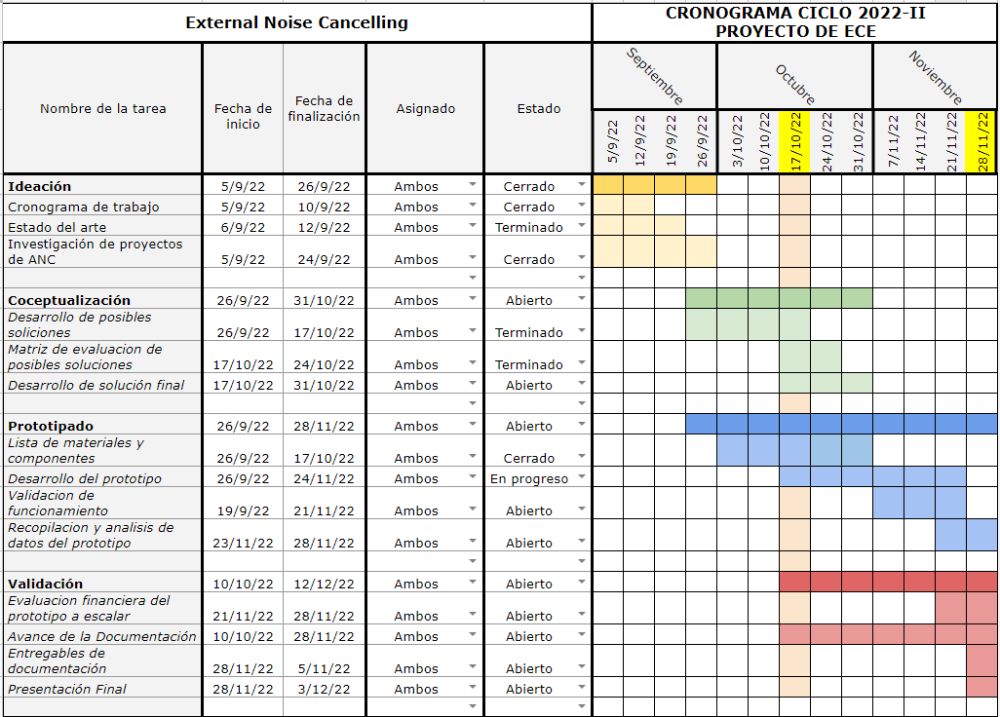 External Noise Cancelling
CRONOGRAMA CICLO 2022-II
PROYECTO DE ECE
Nombre de la tarea
Fecha de
inicio
Fecha de
finalización
Asignado
Estado
Septiembre
Octubre
Noviembre
5/9/22
12/9/22
19/9/22
26/9/22
3/10/22
10/10/22
17/10/22
24/10/22
31/10/22
7/11/22
14/11/22
21/11/22
28/11/22
Ideación 5/9/22 26/9/22 Ambos Cerrado
Cronograma de trabajo 5/9/22 10/9/22 Ambos Cerrado
Estado del arte 6/9/22 12/9/22 Ambos Terminado
Investigación de proyectos
de ANC 5/9/22 24/9/22 Ambos Cerrado
Coceptualización 26/9/22 31/10/22 Ambos Abierto
Desarrollo de posibles
soliciones 26/9/22 17/10/22 Ambos Terminado
Matriz de evaluacion de
posibles soluciones 17/10/22 24/10/22 Ambos Terminado
Desarrollo de solución final 17/10/22 31/10/22 Ambos Abierto
Prototipado 26/9/22 28/11/22 Ambos Abierto
Lista de materiales y
componentes 26/9/22 17/10/22 Ambos Cerrado
Desarrollo del prototipo 26/9/22 24/11/22 Ambos En progreso
Validacion de
funcionamiento 19/9/22 21/11/22 Ambos Abierto
Recopilacion y analisis de
datos del prototipo 23/11/22 28/11/22 Ambos Abierto
Validación 10/10/22 12/12/22 Ambos Abierto
Evaluacion financiera del
prototipo a escalar 21/11/22 28/11/22 Ambos Abierto
Avance de la Documentación 10/10/22 28/11/22 Ambos Abierto
Entregables de
documentación 28/11/22 5/11/22 Ambos Abierto
Presentación Final 28/11/22 3/12/22 Ambos Abierto